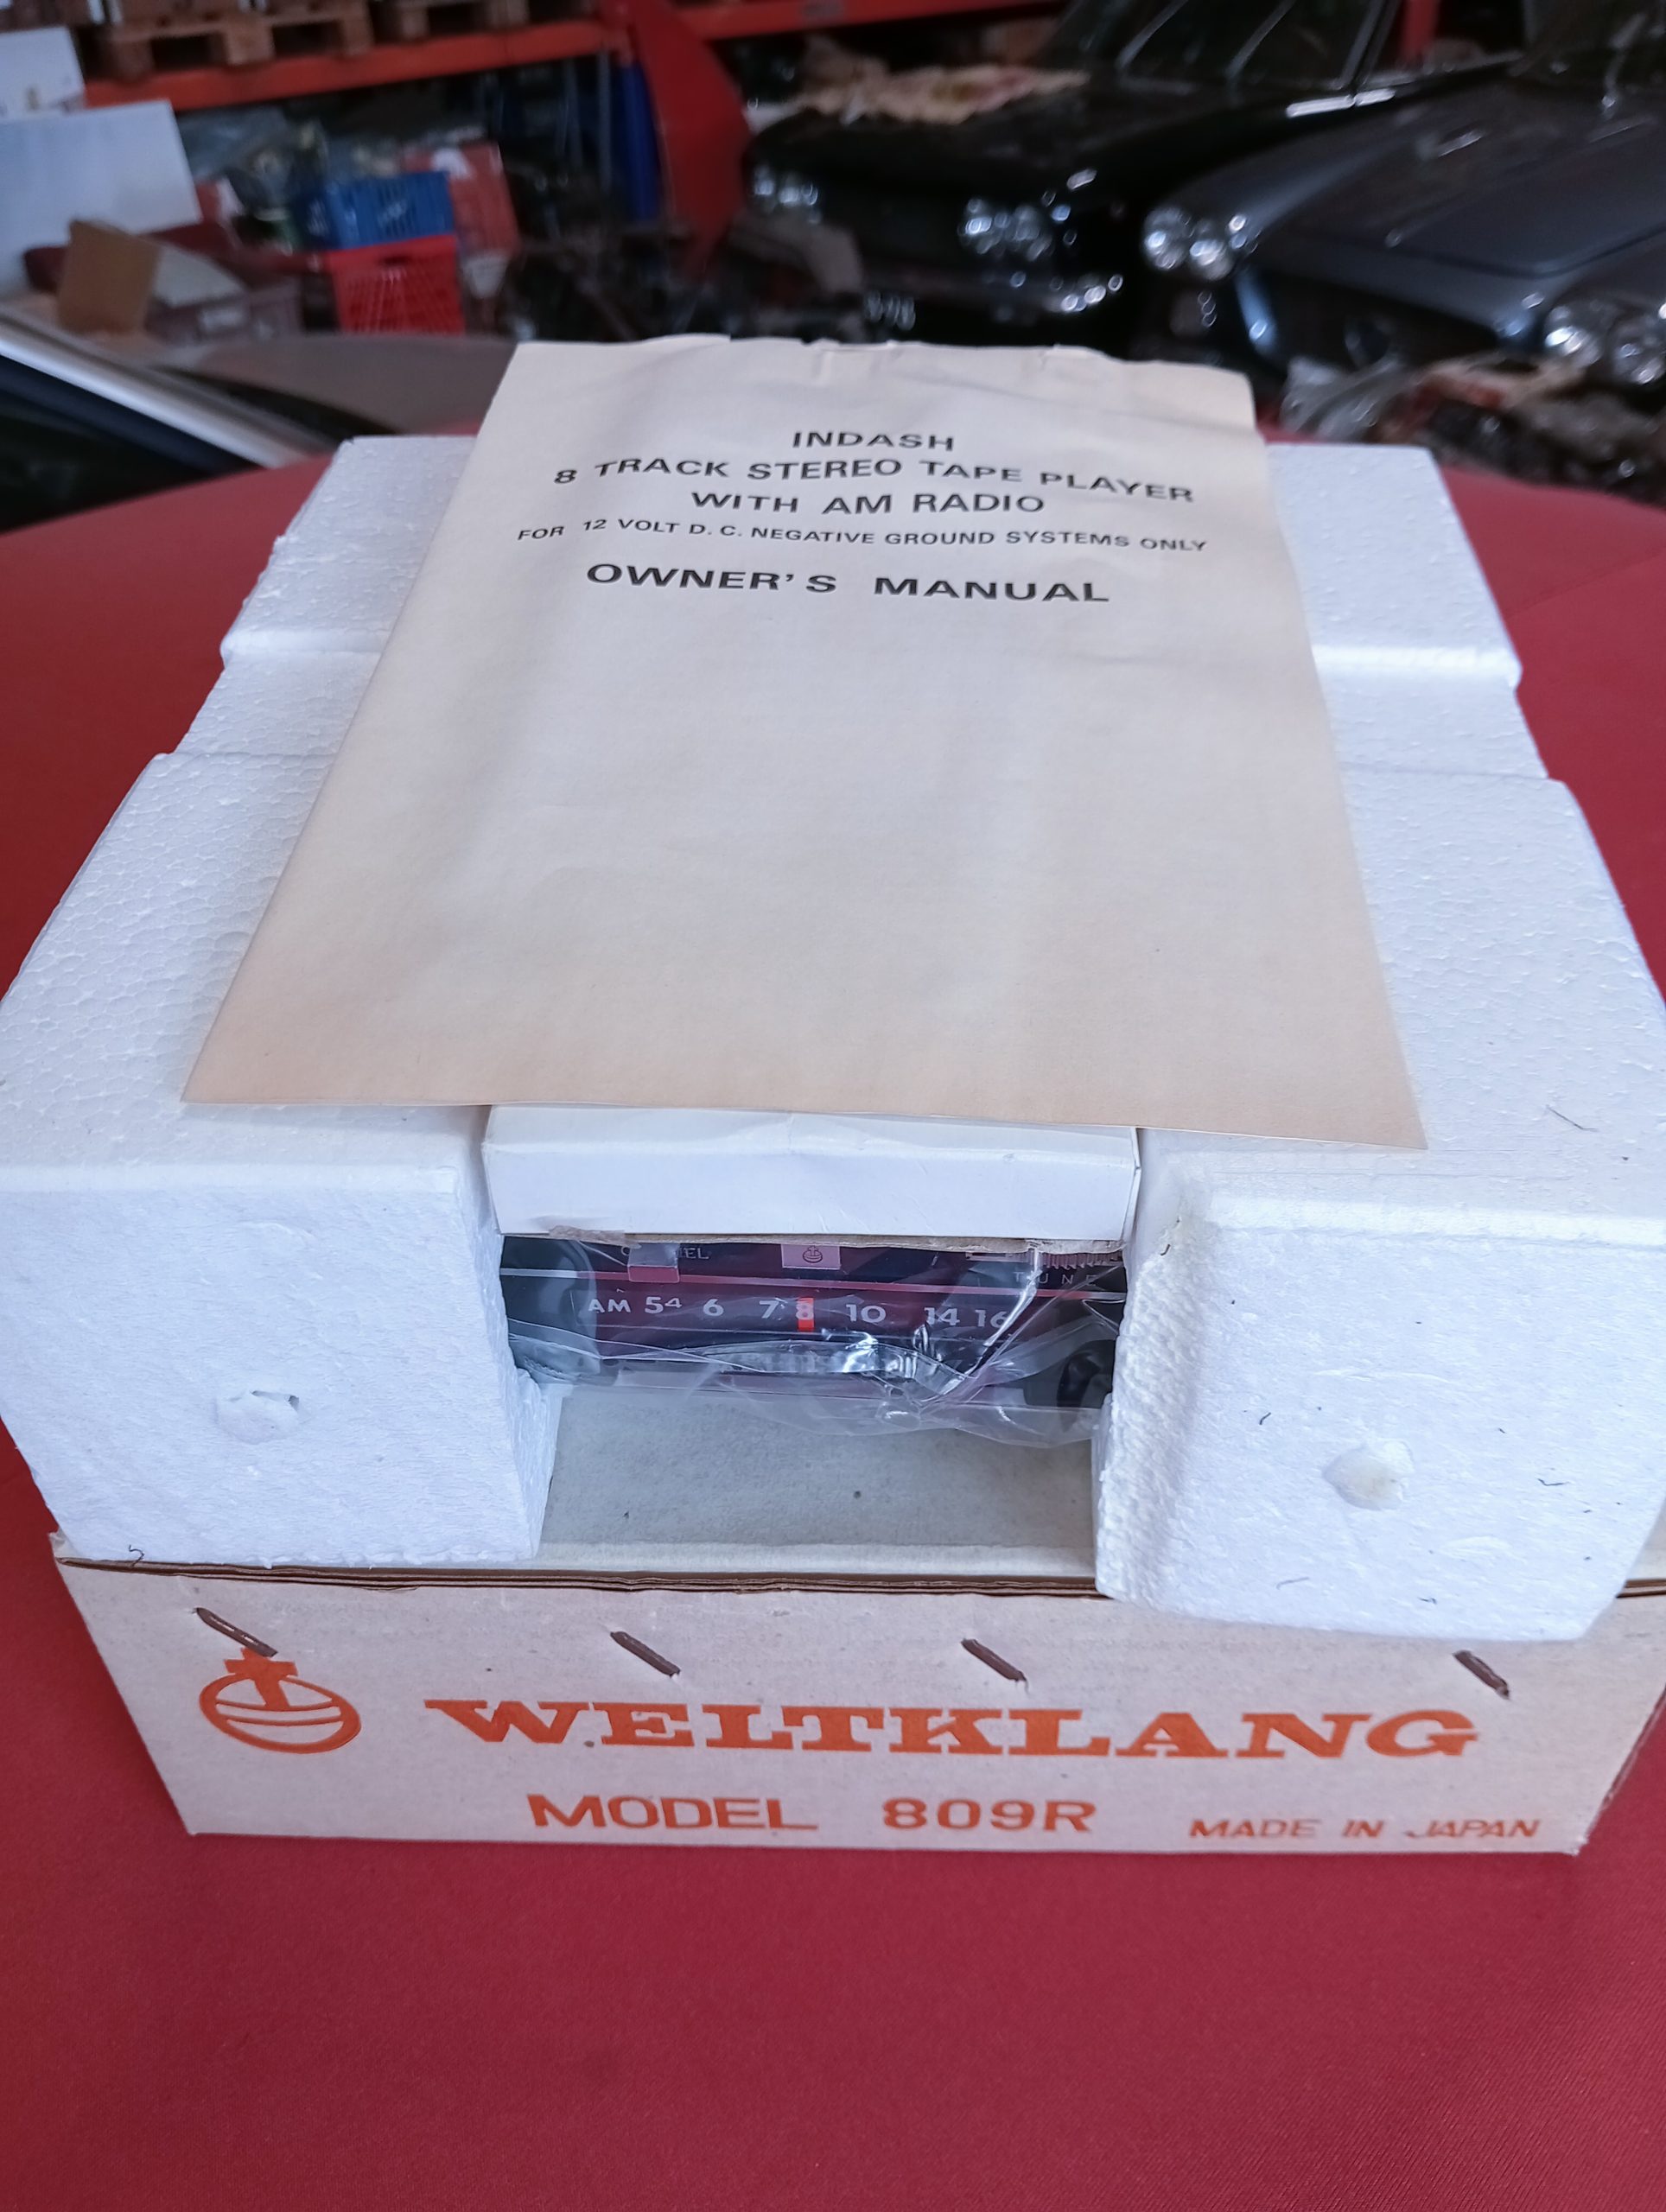 INDASH
8 TRACK STEREO TAPE PLAYER
WITH AM RADIO
FOR 12 VOLT D. C. NEGATIVE GROUND SYSTEMS ONLY
OWNER'S MANUAL
TUNE
AM 54 6 7 8 10 14 16
WELTKLANG
MODEL 809R MADE IN JAPAN